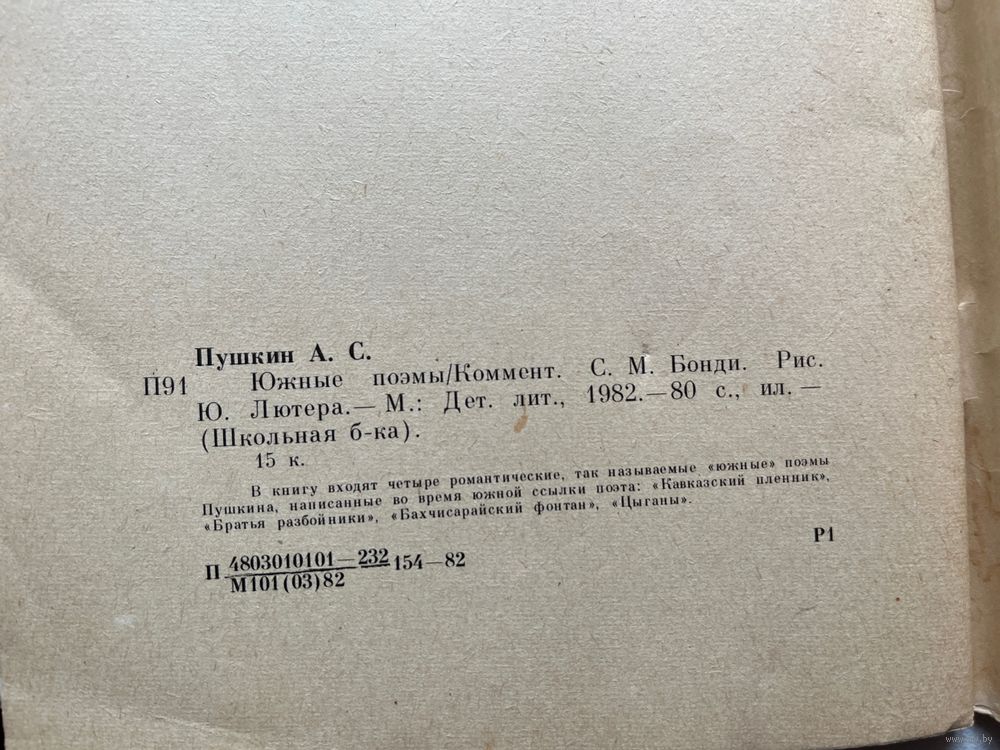 Пушкин А. С.
П91 Южные поэмы/Коммент. С. М. Бонди. Рис.
Ю. Лютера.— М.: Дет. лит., 1982.—80 с., ил.—
(Школьная б-ка).
15 к.
В книгу входят четыре романтические, так называемые «южные» поэмы
Пушкина, написанные во время южной ссылки поэта: «Кавказский пленник»,
«Братья разбойники», «Бахчисарайский фонтан», «Цыганы».
П 4803010101—232 154—82
М101(03)82
Р1